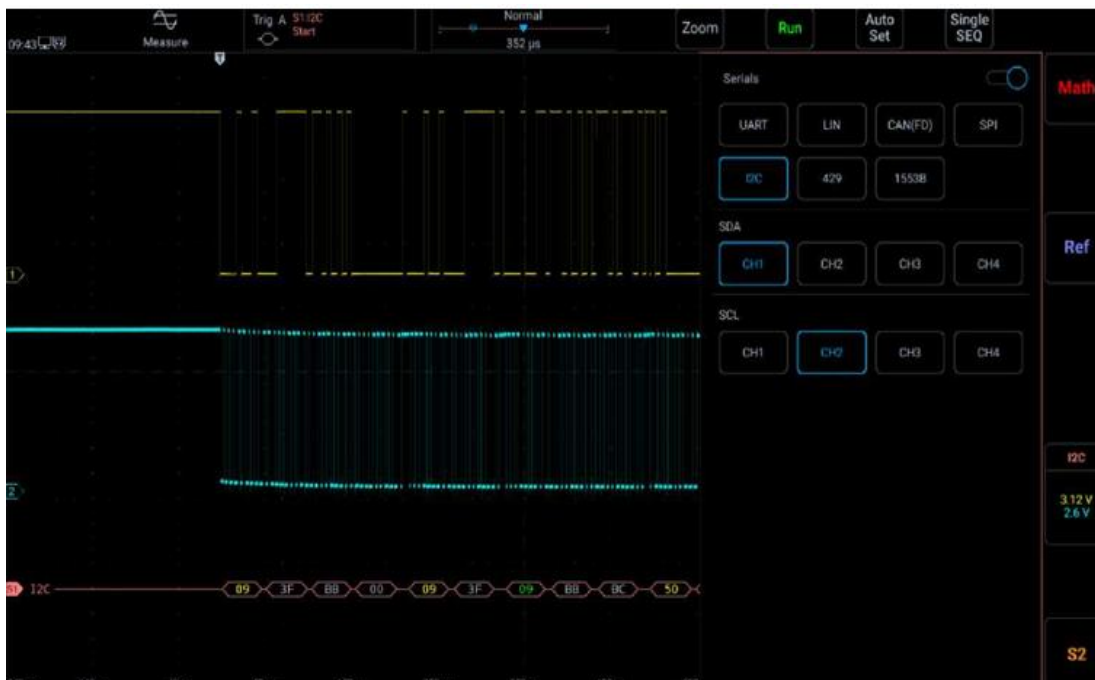 09:43
Measure
Trig A S1:I2C
Start
Normal
352 μs
Zoom
Run
Auto
Set
Single
SEQ
T
Serials
UART LIN CAN(FD) SPI
I2C 429 1553B
SDA
CH1 CH2 CH3 CH4
SCL
CH1 CH2 CH3 CH4
Math
Ref
I2C
3.12 V
2.6 V
S2
1
2
S1 I2C
09 3F BB 00 09 3F 09 BB BC 50